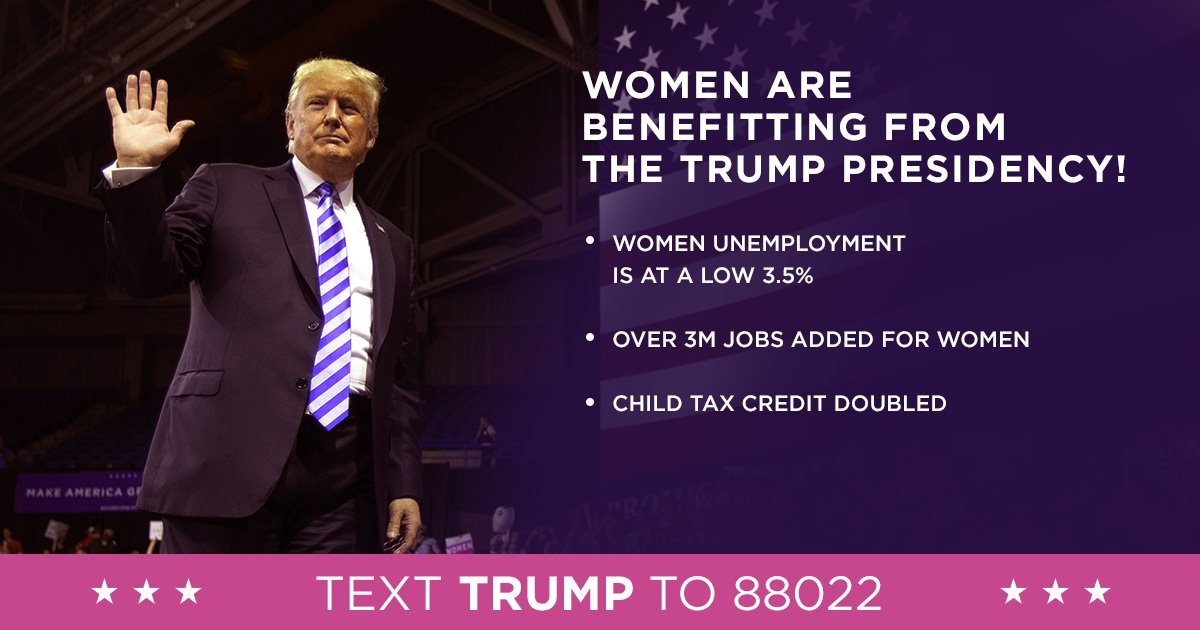 WOMEN ARE
BENEFITTING FROM
THE TRUMP PRESIDENCY!
• WOMEN UNEMPLOYMENT
IS AT A LOW 3.5%
• OVER 3M JOBS ADDED FOR WOMEN
• CHILD TAX CREDIT DOUBLED
MAKE AMERICA G
WOMEN
TEXT TRUMP TO 88022